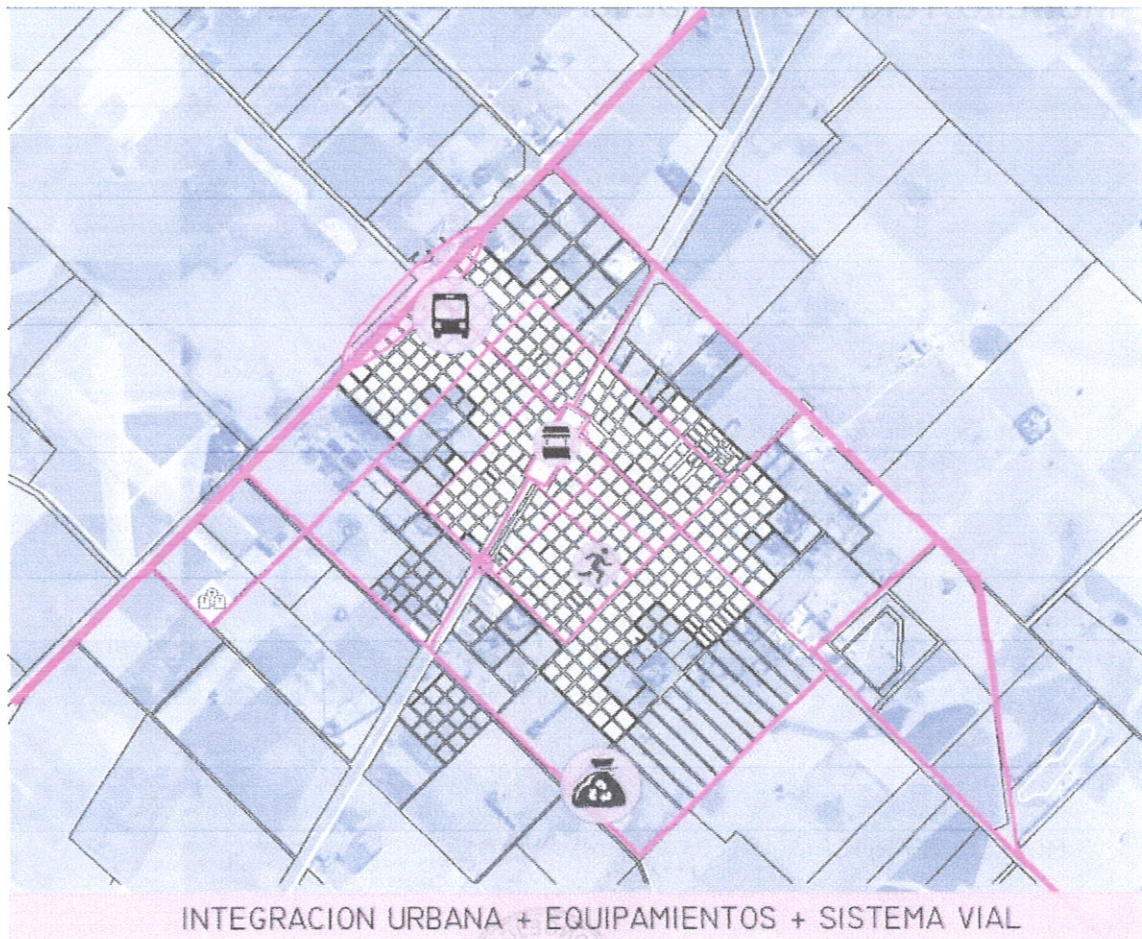 INTEGRACION URBANA + EQUIPAMIENTOS + SISTEMA VIAL